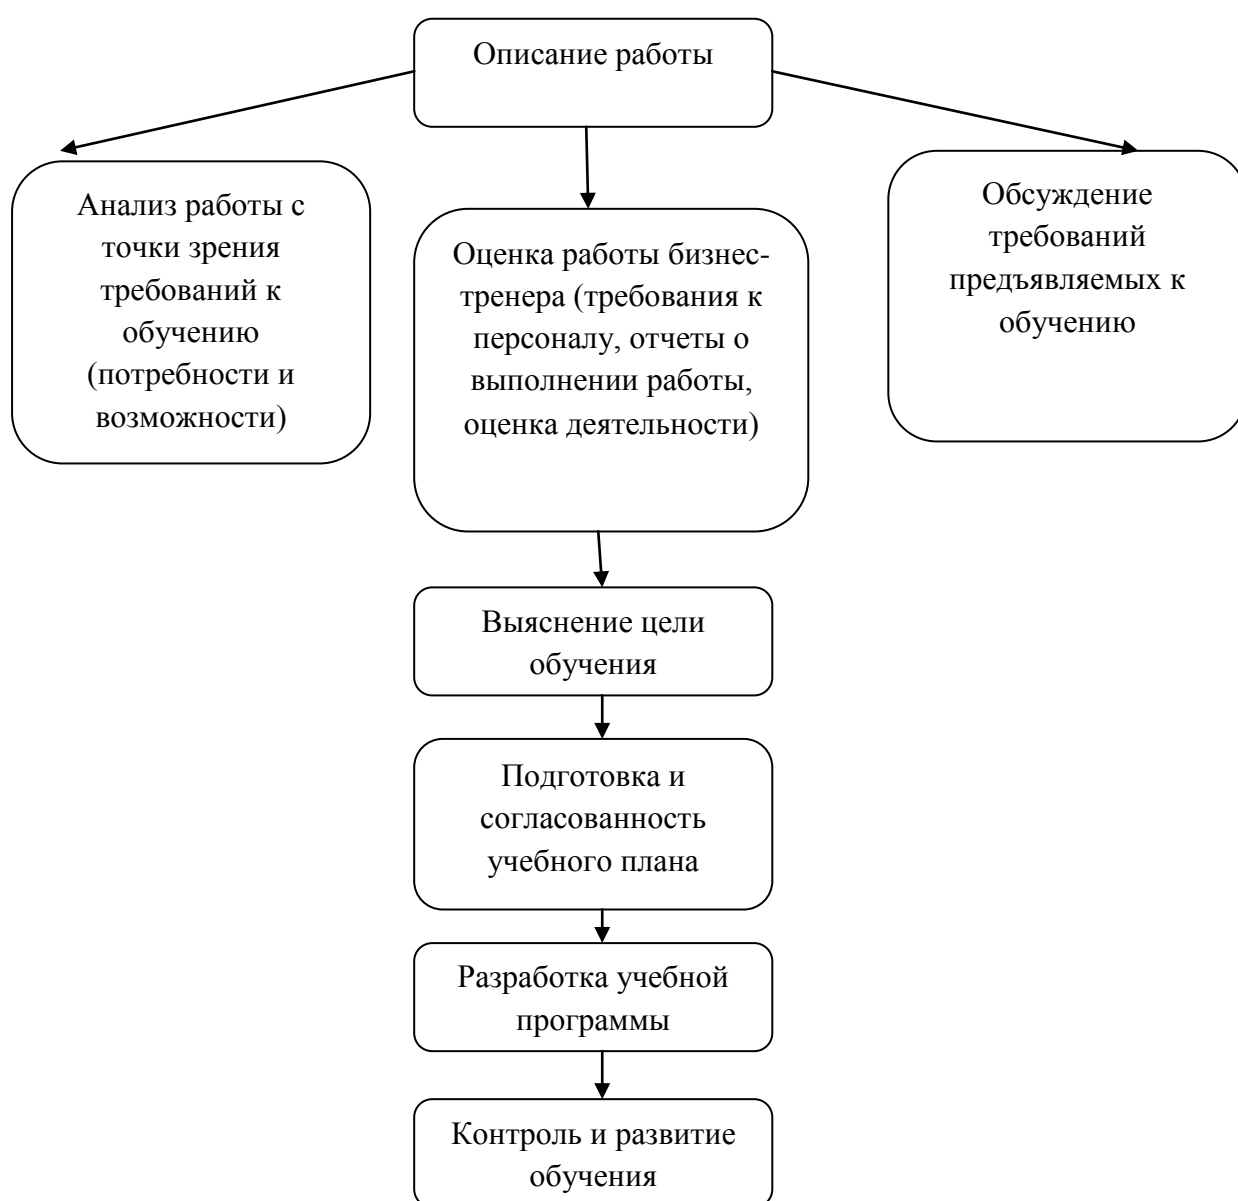 Описание работы
Анализ работы с
точки зрения
требований к
обучению
(потребности и
возможности)
Оценка работы бизнес-
тренера (требования к
персоналу, отчеты о
выполнении работы,
оценка деятельности)
Обсуждение
требований
предъявляемых к
обучению
Выяснение цели
обучения
Подготовка и
согласованность
учебного плана
Разработка учебной
программы
Контроль и развитие
обучения